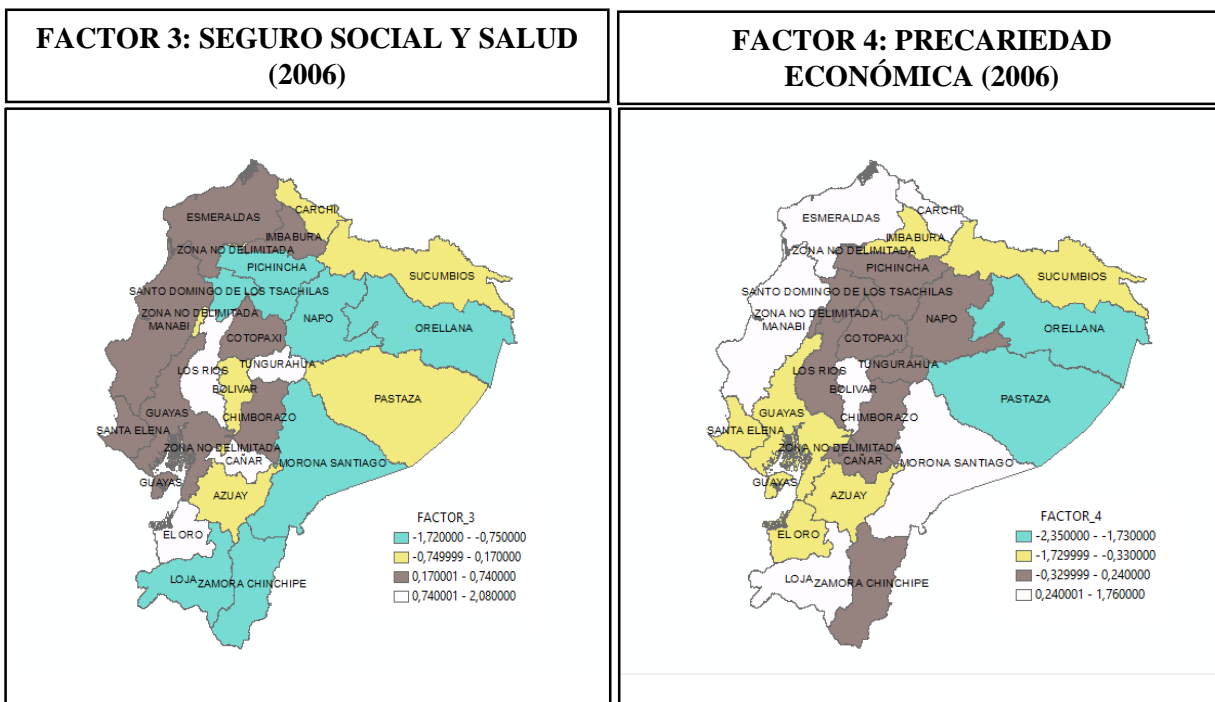 FACTOR 3: SEGURO SOCIAL Y SALUD
(2006)
ESMERALDAS
CARCHI
IMBABURA
ZONA NO DELIMITADA
PICHINCHA
SUCUMBIOS
SANTO DOMINGO DE LOS TSACHILAS
ZONA NO DELIMITADA
NAPO
MANABI
ORELLANA
COTOPAXI
TUNGURAHUA
LOS RIOS
BOLIVAR
PASTAZA
GUAYAS
CHIMBORAZO
SANTA ELENA
ZONA NO DELIMITADA
CAÑAR
MORONA SANTIAGO
GUAYAS
AZUAY
EL ORO
LOJA
ZAMORA CHINCHIPE
FACTOR_3
-1,720000 - -0,750000
-0,749999 - 0,170000
0,170001 - 0,740000
0,740001 - 2,080000
FACTOR 4: PRECARIEDAD
ECONÓMICA (2006)
ESMERALDAS
CARCHI
IMBABURA
ZONA NO DELIMITADA
PICHINCHA
SUCUMBIOS
SANTO DOMINGO DE LOS TSACHILAS
ZONA NO DELIMITADA
NAPO
MANABI
ORELLANA
COTOPAXI
TUNGURAHUA
LOS RIOS
BOLIVAR
PASTAZA
GUAYAS
CHIMBORAZO
SANTA ELENA
ZONA NO DELIMITADA
CAÑAR
MORONA SANTIAGO
GUAYAS
AZUAY
EL ORO
LOJA
ZAMORA CHINCHIPE
FACTOR_4
-2,350000 - -1,730000
-1,729999 - -0,330000
-0,329999 - 0,240000
0,240001 - 1,760000